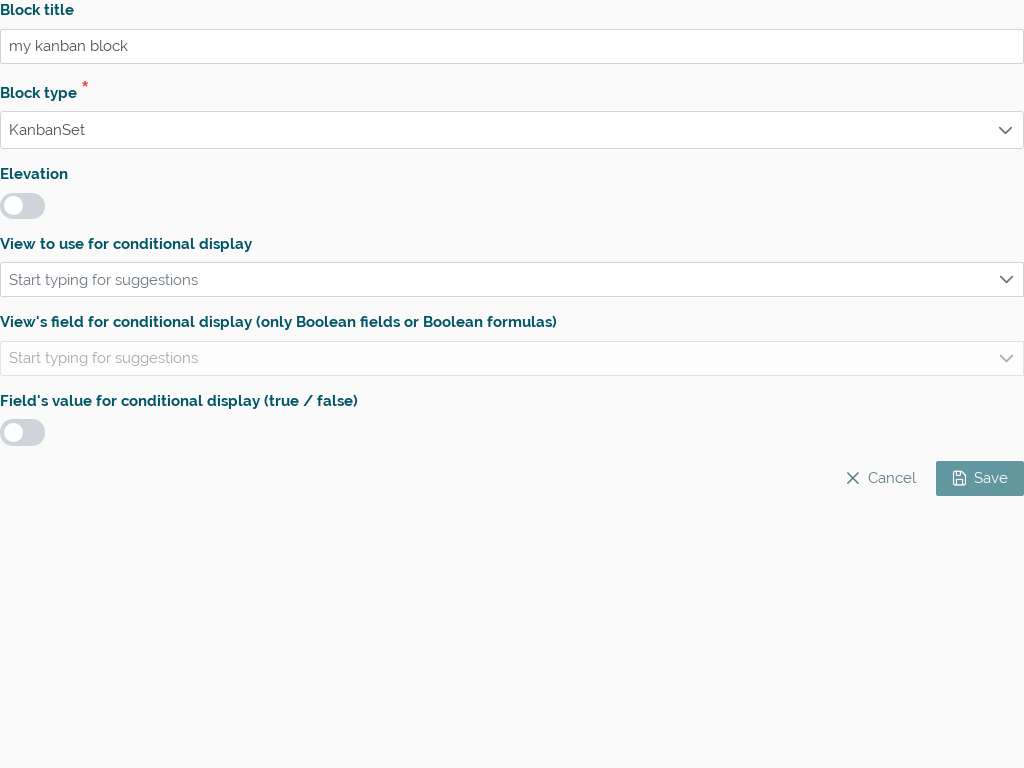 Block title
my kanban block
Block type *
KanbanSet
Elevation
View to use for conditional display
Start typing for suggestions
View's field for conditional display (only Boolean fields or Boolean formulas)
Start typing for suggestions
Field's value for conditional display (true / false)
Cancel Save